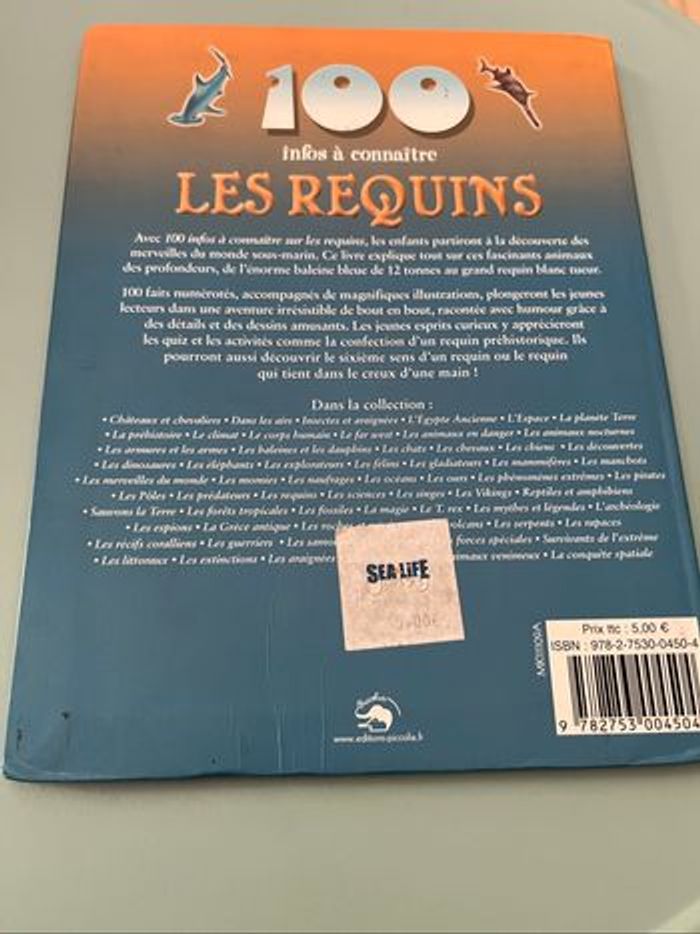 100
infos à connaître
LES REQUINS
Avec 100 infos à connaître sur les requins, les enfants partiront à la découverte des
merveilles du monde sous-marin. Ce livre explique tout sur ces fascinants animaux
des profondeurs, de l'énorme baleine bleue de 12 tonnes au grand requin blanc tueur.
100 faits numérotés, accompagnés de magnifiques illustrations, plongeront les jeunes
lecteurs dans une aventure irrésistible de bout en bout, racontée avec humour grâce à
des détails et des dessins amusants. Les jeunes esprits curieux y apprécieront
les quiz et les activités comme la confection d'un requin préhistorique. Ils
pourront aussi découvrir le sixième sens d'un requin ou le requin
qui tient dans le creux d'une main !
Dans la collection :
• Châteaux et chevaliers • Dans les airs • Insectes et araignées • L'Égypte Ancienne • L'Espace • La planète Terre
• La préhistoire • Le climat • Le corps humain • Le far west • Les animaux en danger • Les animaux nocturnes
• Les armures et les armes • Les baleines et les dauphins • Les chats • Les chevaux • Les chiens • Les découvertes
• Les dinosaures • Les éléphants • Les explorateurs • Les félins • Les gladiateurs • Les mammifères • Les manchots
• Les merveilles du monde • Les momies • Les naufrages • Les océans • Les ours • Les phénomènes extrêmes • Les pirates
• Les Pôles • Les prédateurs • Les requins • Les sciences • Les singes • Les Vikings • Reptiles et amphibiens
• Sauvons la Terre • Les forêts tropicales • Les fossiles • La magie • Le T. rex • Les mythes et légendes • L'archéologie
• Les espions • La Grèce antique • Les volcans • Les serpents • Les rapaces
• Les récifs coralliens • Les guerriers • Les forces spéciales • Survivants de l'extrême
• Les littoraux • Les extinctions • Les araignées venimeux • La conquête spatiale
SEA LIFE
5,00€
Prix ttc : 5,00 €
ISBN : 978-2-7530-0450-4
9 782753 004504
www.editions-piccolia.fr